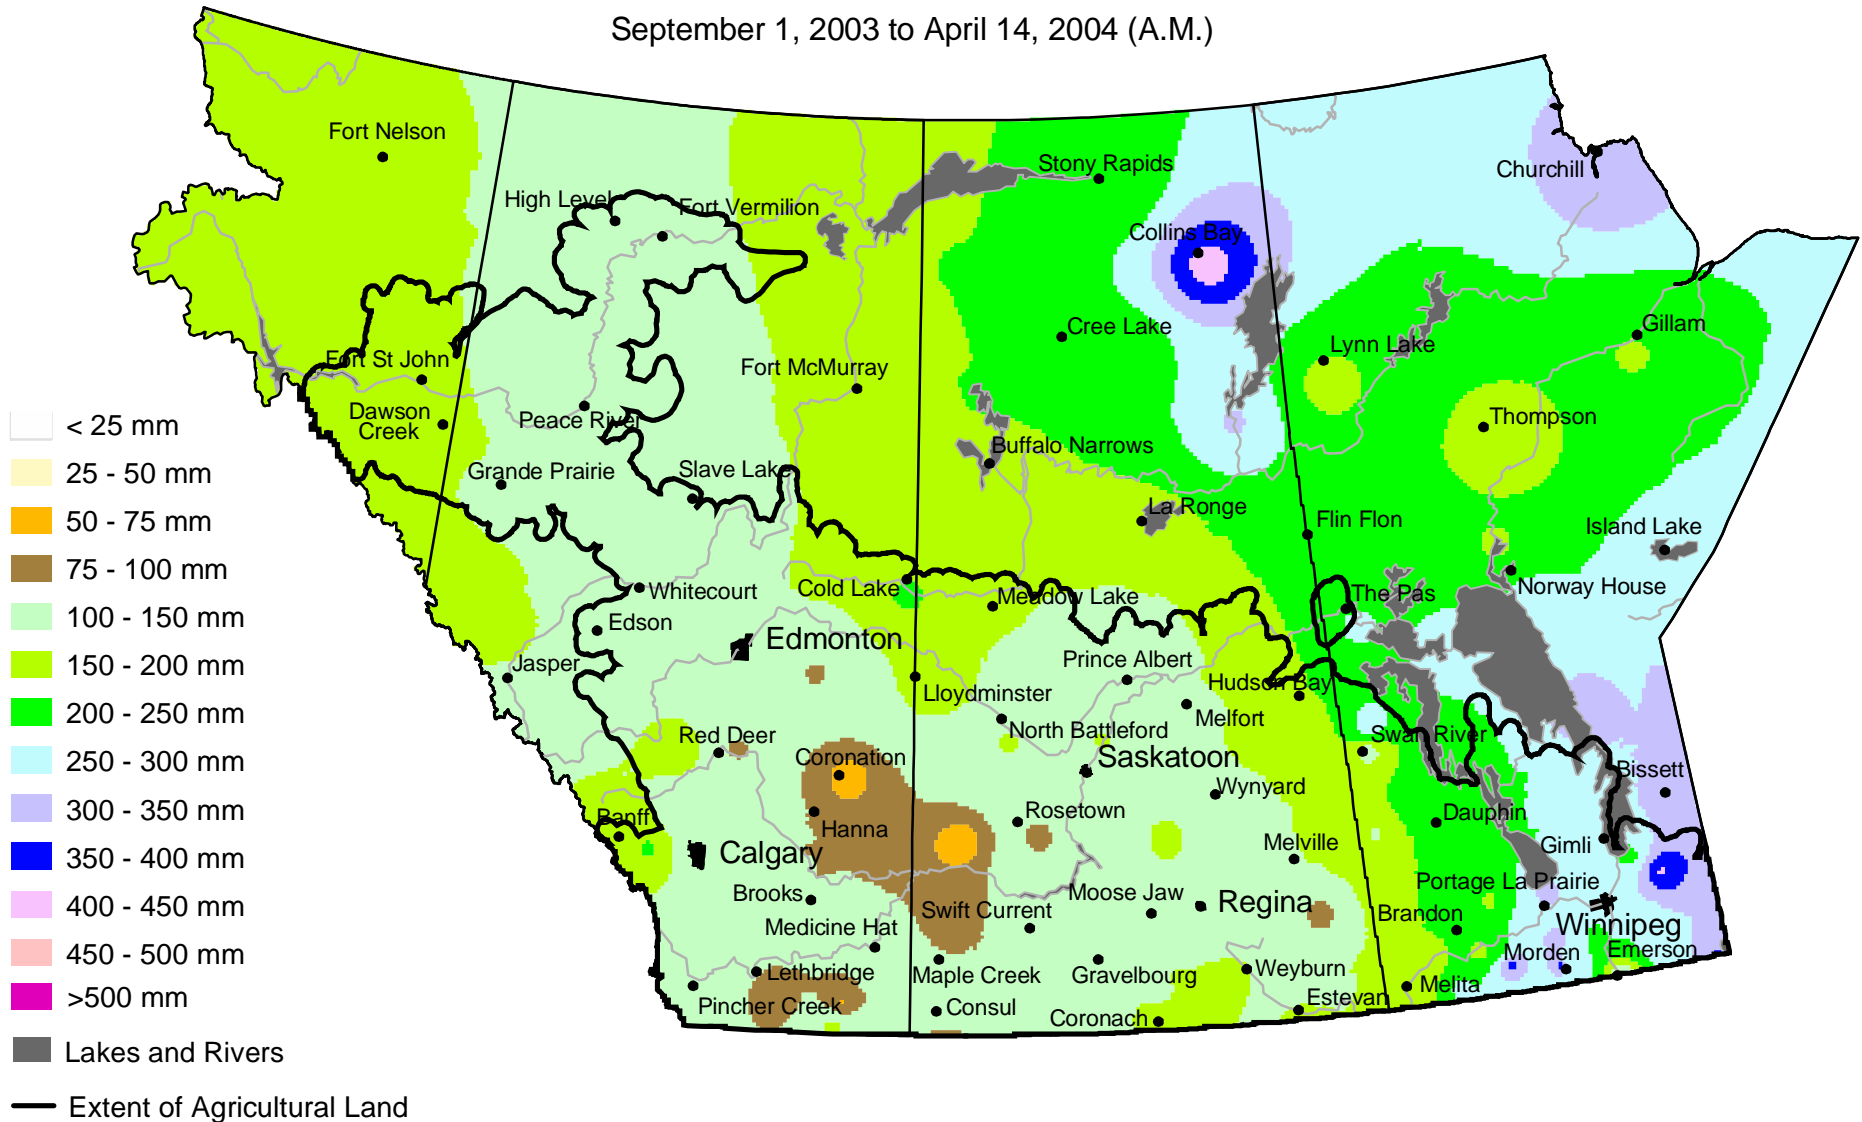 September 1, 2003 to April 14, 2004 (A.M.)
Fort Nelson
Stony Rapids
Churchill
High Level
Fort Vermilion
Collins Bay
Cree Lake
Gillam
Lynn Lake
Fort St John
Fort McMurray
Dawson
Creek
Peace River
Thompson
Buffalo Narrows
Grande Prairie
Slave Lake
La Ronge
Flin Flon
Island Lake
Whitecourt
Cold Lake
Meadow Lake
The Pas
Norway House
Edson
Edmonton
Jasper
Prince Albert
Hudson Bay
Lloydminster
Melfort
North Battleford
Red Deer
Swan River
Coronation
Saskatoon
Bissett
Wynyard
Banff
Hanna
Rosetown
Dauphin
Calgary
Melville
Gimli
Brooks
Moose Jaw
Portage La Prairie
Swift Current
Regina
Brandon
Medicine Hat
Winnipeg
Morden
Emerson
Lethbridge
Maple Creek
Gravelbourg
Weyburn
Melita
Pincher Creek
Consul
Coronach
Estevan
< 25 mm
25 - 50 mm
50 - 75 mm
75 - 100 mm
100 - 150 mm
150 - 200 mm
200 - 250 mm
250 - 300 mm
300 - 350 mm
350 - 400 mm
400 - 450 mm
450 - 500 mm
>500 mm
Lakes and Rivers
Extent of Agricultural Land